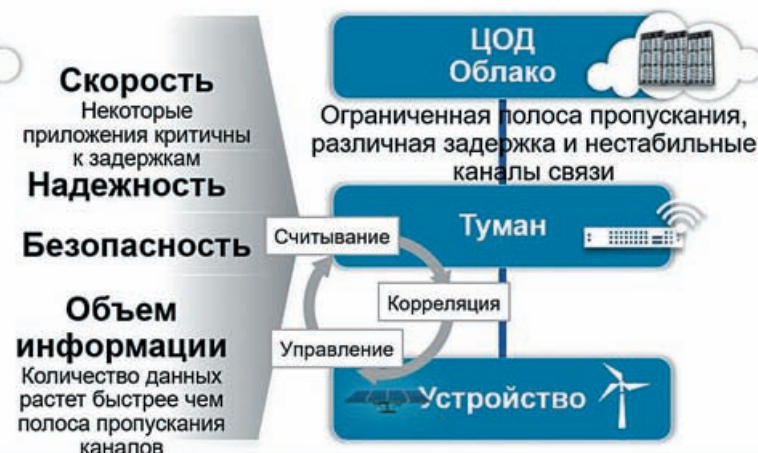 Скорость
Некоторые
приложения критичны
к задержкам
Надежность
Безопасность
Объем
информации
Количество данных
растет быстрее чем
полоса пропускания
каналов
ЦОД
Облако
Ограниченная полоса пропускания,
различная задержка и нестабильные
каналы связи
Туман
Считывание
Корреляция
Управление
Устройство